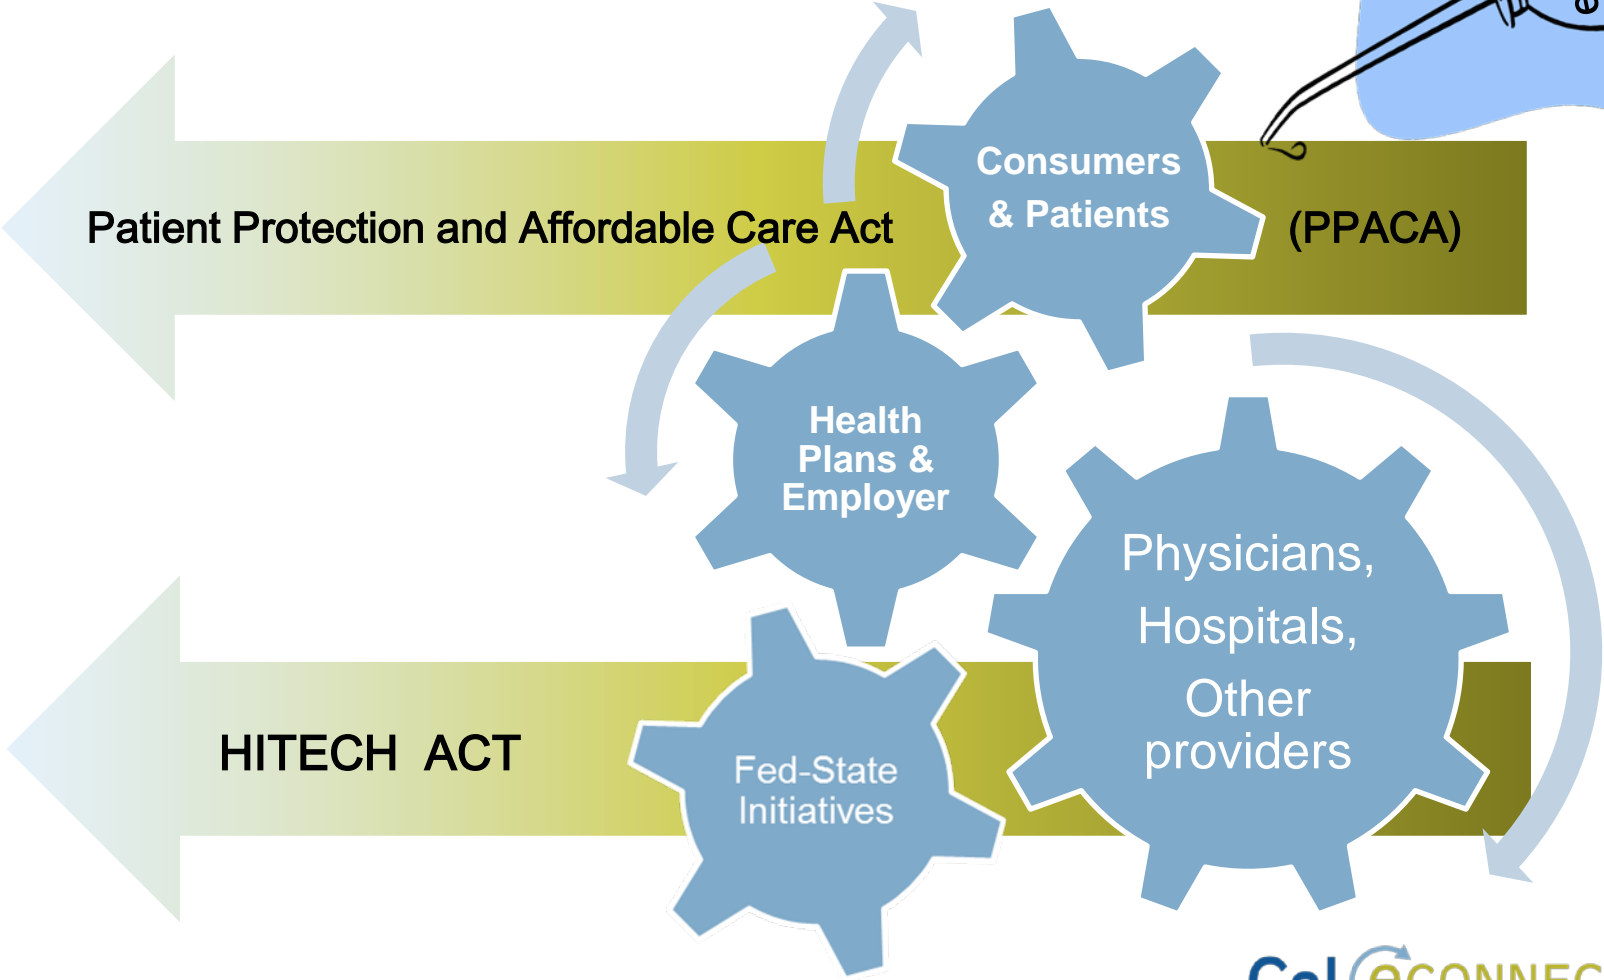 Consumers
& Patients
Patient Protection and Affordable Care Act
(PPACA)
Health
Plans &
Employer
Physicians,
Hospitals,
Other
providers
HITECH ACT
Fed-State
Initiatives